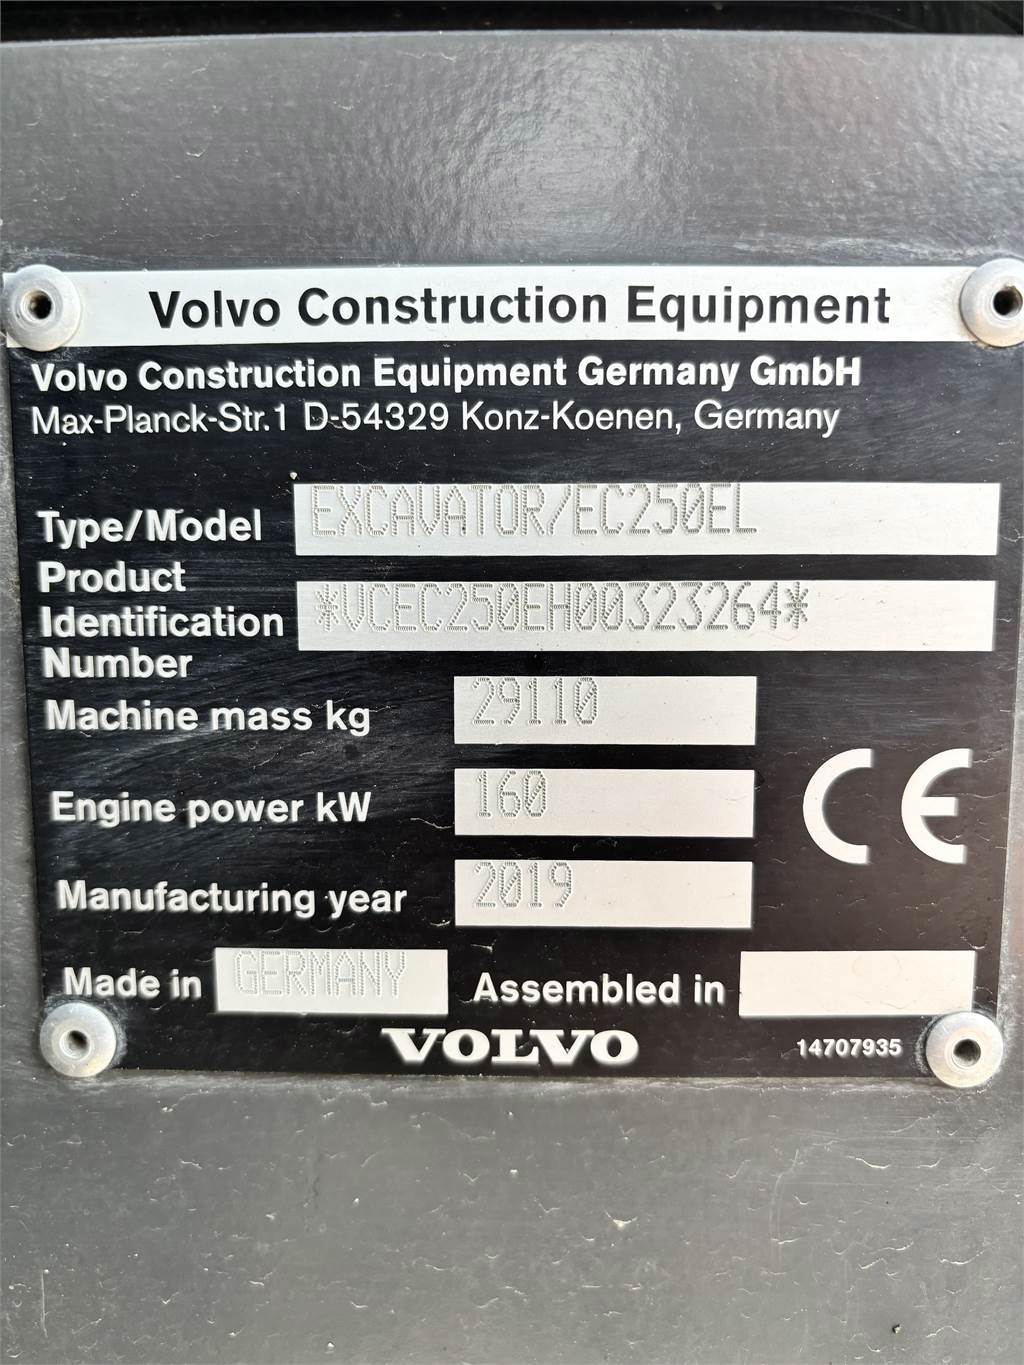 Volvo Construction Equipment
Volvo Construction Equipment Germany GmbH
Max-Planck-Str.1 D-54329 Konz-Koenen, Germany
Type/Model EXCAVATOR/EC250EL
Product
Identification *VCEC250EH00323264*
Number
Machine mass kg 29110
Engine power kW 160
CE
Manufacturing year 2019
Made in GERMANY Assembled in
VOLVO 14707935